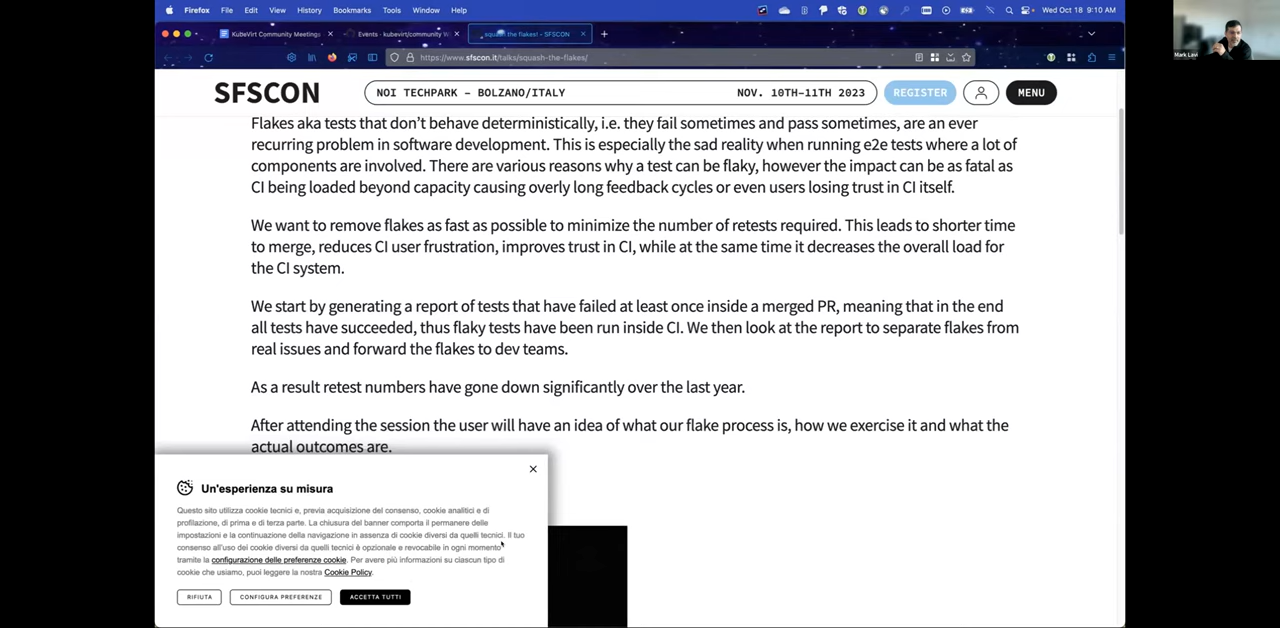 Firefox File Edit View History Bookmarks Tools Window Help Wed Oct 18 9:10 AM
KubeVirt Community Meetings Events · kubevirt/community squash the flakes! - SFSCON
https://www.sfscon.it/talks/squash-the-flakes/
Mark Lavi
SFSCON NOI TECHPARK – BOLZANO/ITALY NOV. 10TH-11TH 2023 REGISTER MENU
Flakes aka tests that don’t behave deterministically, i.e. they fail sometimes and pass sometimes, are an ever
recurring problem in software development. This is especially the sad reality when running e2e tests where a lot of
components are involved. There are various reasons why a test can be flaky, however the impact can be as fatal as
CI being loaded beyond capacity causing overly long feedback cycles or even users losing trust in CI itself.
We want to remove flakes as fast as possible to minimize the number of retests required. This leads to shorter time
to merge, reduces CI user frustration, improves trust in CI, while at the same time it decreases the overall load for
the CI system.
We start by generating a report of tests that have failed at least once inside a merged PR, meaning that in the end
all tests have succeeded, thus flaky tests have been run inside CI. We then look at the report to separate flakes from
real issues and forward the flakes to dev teams.
As a result retest numbers have gone down significantly over the last year.
After attending the session the user will have an idea of what our flake process is, how we exercise it and what the
actual outcomes are.
Un'esperienza su misura
Questo sito utilizza cookie tecnici e, previa acquisizione del consenso, cookie analitici e di
profilazione, di prima e di terza parte. La chiusura del banner comporta il permanere delle
impostazioni e la continuazione della navigazione in assenza di cookie diversi da quelli tecnici. Il tuo
consenso all'uso dei cookie diversi da quelli tecnici è opzionale e revocabile in ogni momento
tramite la configurazione delle preferenze cookie. Per avere più informazioni su ciascun tipo di
cookie che usiamo, puoi leggere la nostra Cookie Policy.
RIFIUTA CONFIGURA PREFERENZE ACCETTA TUTTI